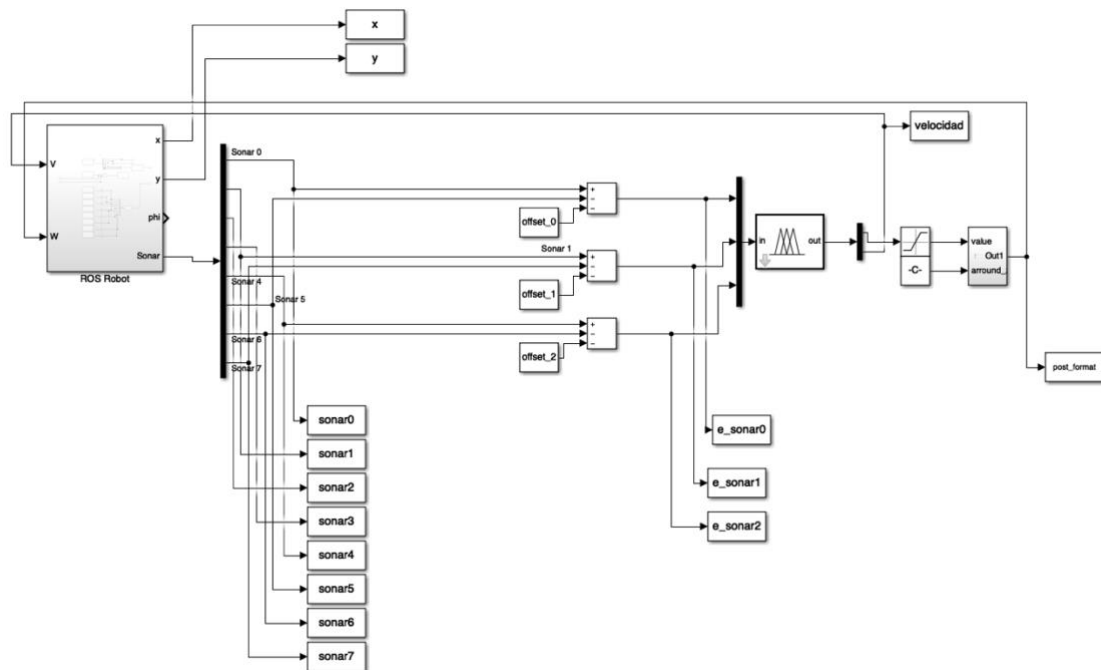 x
y
velocidad
V
W
x
y
phi
Sonar
ROS Robot
Sonar 0
Sonar 1
Sonar 4
Sonar 5
Sonar 6
Sonar 7
+
−
−
offset_0
+
−
−
offset_1
+
−
−
offset_2
in
out
-C-
value
Out1
arround_
post_format
sonar0
sonar1
sonar2
sonar3
sonar4
sonar5
sonar6
sonar7
e_sonar0
e_sonar1
e_sonar2